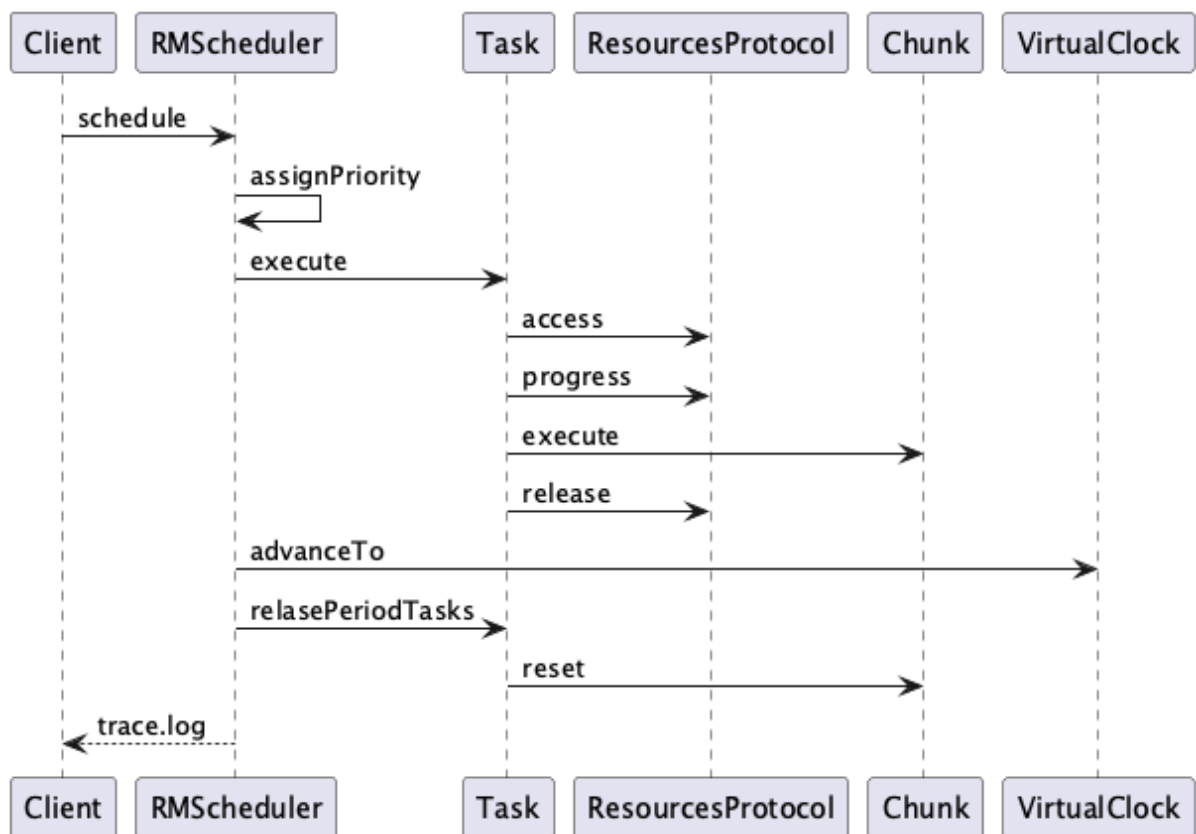 Client RMScheduler Task ResourcesProtocol Chunk VirtualClock
schedule
assignPriority
execute
access
progress
execute
release
advanceTo
relasePeriodTasks
reset
trace.log
Client RMScheduler Task ResourcesProtocol Chunk VirtualClock